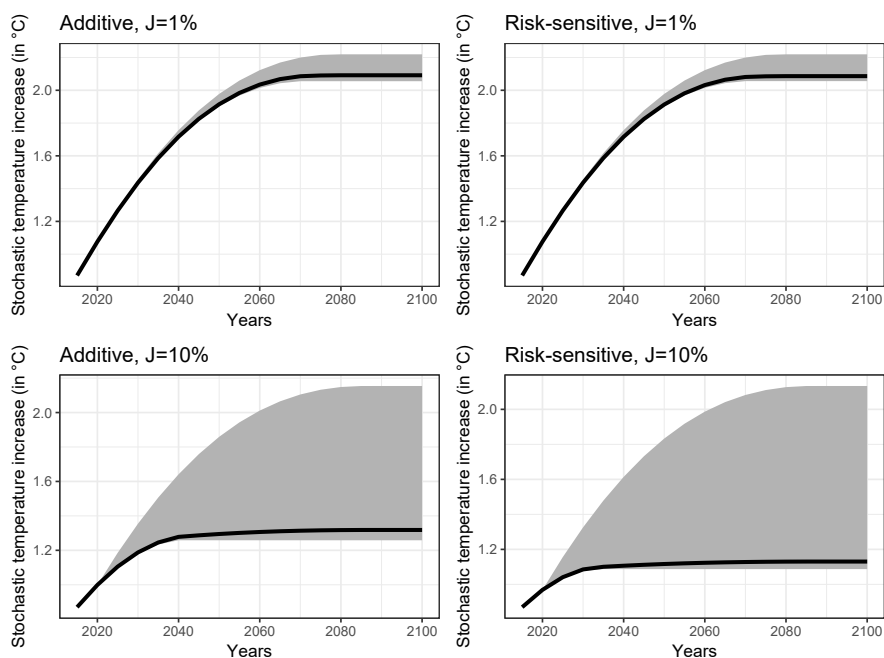 Additive, J=1%
Stochastic temperature increase (in °C)
2.0
1.6
1.2
2020 2040 2060 2080 2100
Years
Risk-sensitive, J=1%
Stochastic temperature increase (in °C)
2.0
1.6
1.2
2020 2040 2060 2080 2100
Years
Additive, J=10%
Stochastic temperature increase (in °C)
2.0
1.6
1.2
2020 2040 2060 2080 2100
Years
Risk-sensitive, J=10%
Stochastic temperature increase (in °C)
2.0
1.6
1.2
2020 2040 2060 2080 2100
Years